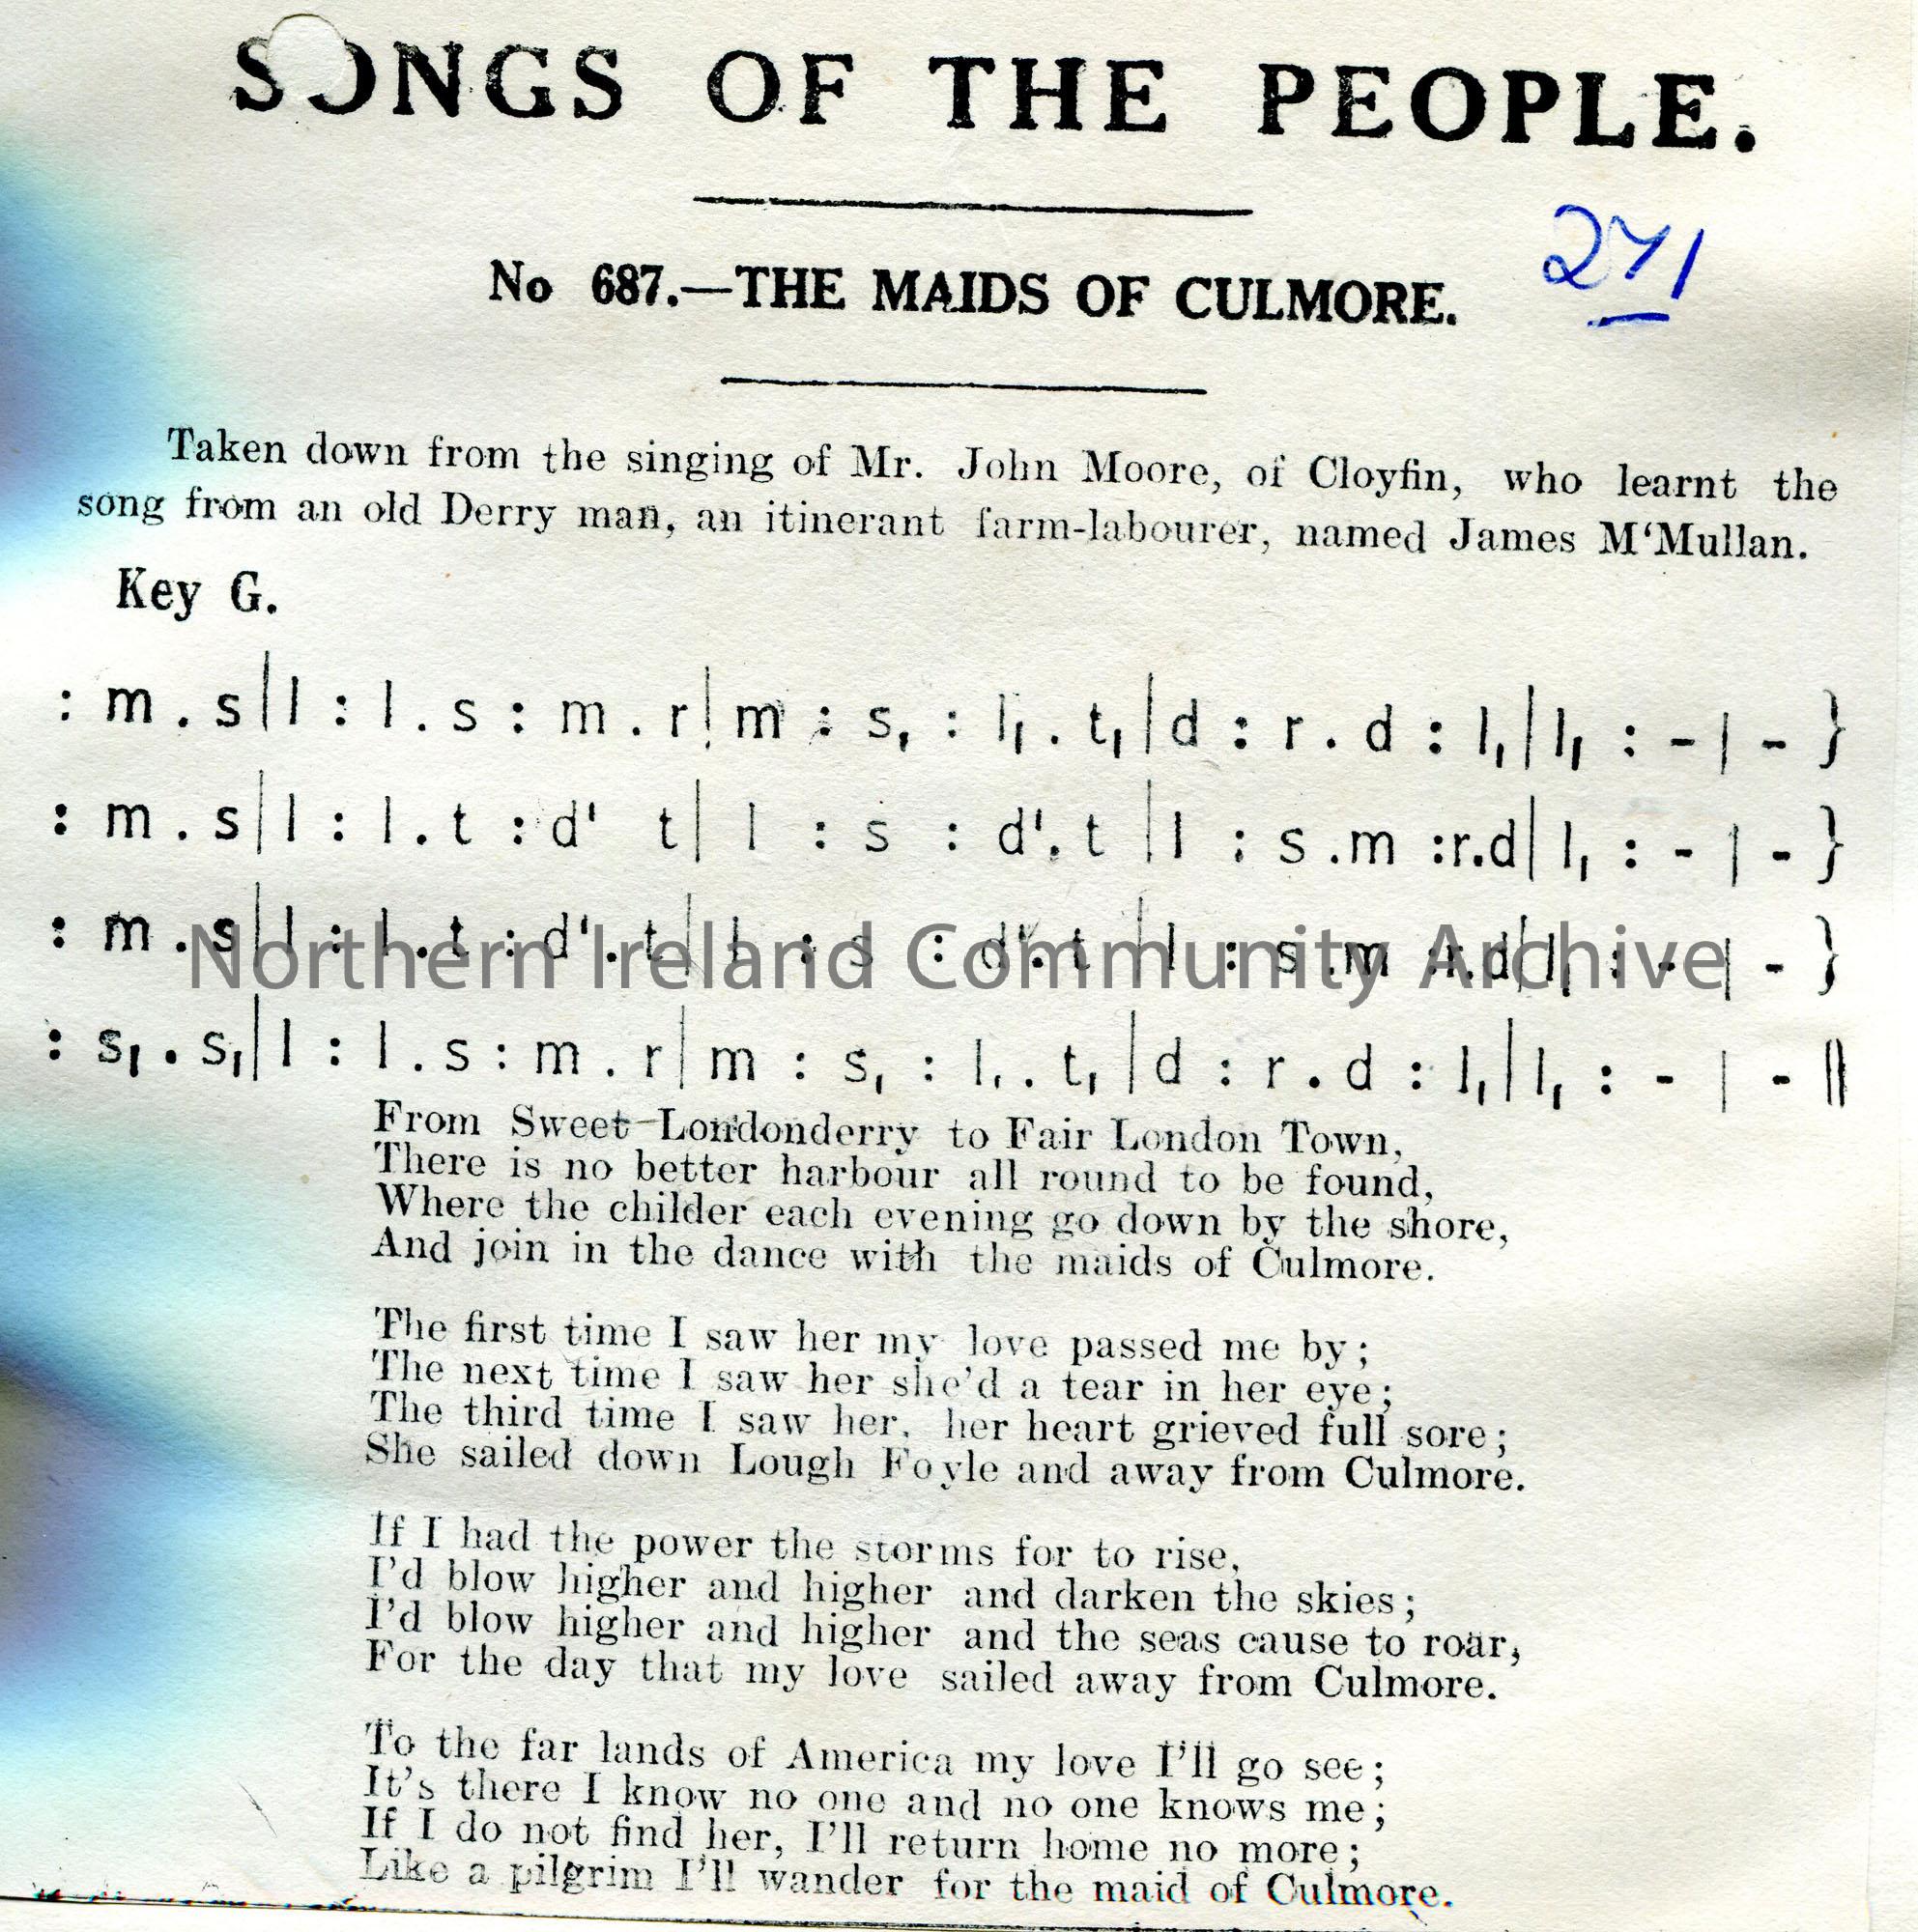 SONGS OF THE PEOPLE.
No 687.—THE MAIDS OF CULMORE.
271
Taken down from the singing of Mr. John Moore, of Cloyfin, who learnt the
song from an old Derry man, an itinerant farm-labourer, named James M‘Mullan.
Key G.
: m . s | l : l . s : m . r | m : s, : l, . t, | d : r . d : l, | l, : - | - }
: m . s | l : l . t : d' t | l : s : d' . t | l : s . m : r . d | l, : - | - }
: m . s | l : l . t : d' . t | l : s : d' . t | l : s . m : r . d | l, : - | - }
Northern Ireland Community Archive
: s, . s, | l : l . s : m . r | m : s, : l, . t, | d : r . d : l, | l, : - | - ||
From Sweet Londonderry to Fair London Town,
There is no better harbour all round to be found,
Where the childer each evening go down by the shore,
And join in the dance with the maids of Culmore.
The first time I saw her my love passed me by;
The next time I saw her she'd a tear in her eye;
The third time I saw her, her heart grieved full sore;
She sailed down Lough Foyle and away from Culmore.
If I had the power the storms for to rise,
I'd blow higher and higher and darken the skies;
I'd blow higher and higher and the seas cause to roar,
For the day that my love sailed away from Culmore.
To the far lands of America my love I'll go see;
It's there I know no one and no one knows me;
If I do not find her, I'll return home no more;
Like a pilgrim I'll wander for the maid of Culmore.